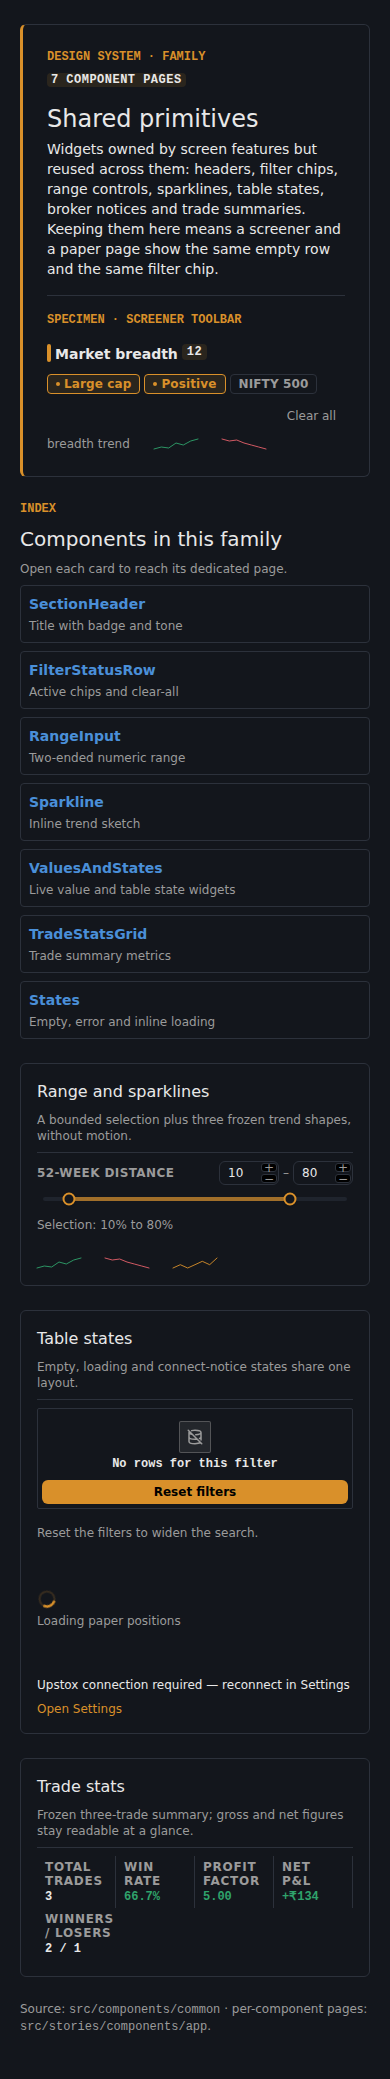 DESIGN SYSTEM · FAMILY
7 COMPONENT PAGES
Shared primitives
Widgets owned by screen features but
reused across them: headers, filter chips,
range controls, sparklines, table states,
broker notices and trade summaries.
Keeping them here means a screener and
a paper page show the same empty row
and the same filter chip.
SPECIMEN · SCREENER TOOLBAR
Market breadth 12
• Large cap • Positive NIFTY 500
Clear all
breadth trend
INDEX
Components in this family
Open each card to reach its dedicated page.
SectionHeader
Title with badge and tone
FilterStatusRow
Active chips and clear-all
RangeInput
Two-ended numeric range
Sparkline
Inline trend sketch
ValuesAndStates
Live value and table state widgets
TradeStatsGrid
Trade summary metrics
States
Empty, error and inline loading
Range and sparklines
A bounded selection plus three frozen trend shapes,
without motion.
52-WEEK DISTANCE 10 + − – 80 + −
Selection: 10% to 80%
Table states
Empty, loading and connect-notice states share one
layout.
No rows for this filter
Reset filters
Reset the filters to widen the search.
Loading paper positions
Upstox connection required — reconnect in Settings
Open Settings
Trade stats
Frozen three-trade summary; gross and net figures
stay readable at a glance.
TOTAL WIN PROFIT NET
TRADES RATE FACTOR P&L
3 66.7% 5.00 +₹134
WINNERS
/ LOSERS
2 / 1
Source: src/components/common · per-component pages:
src/stories/components/app.